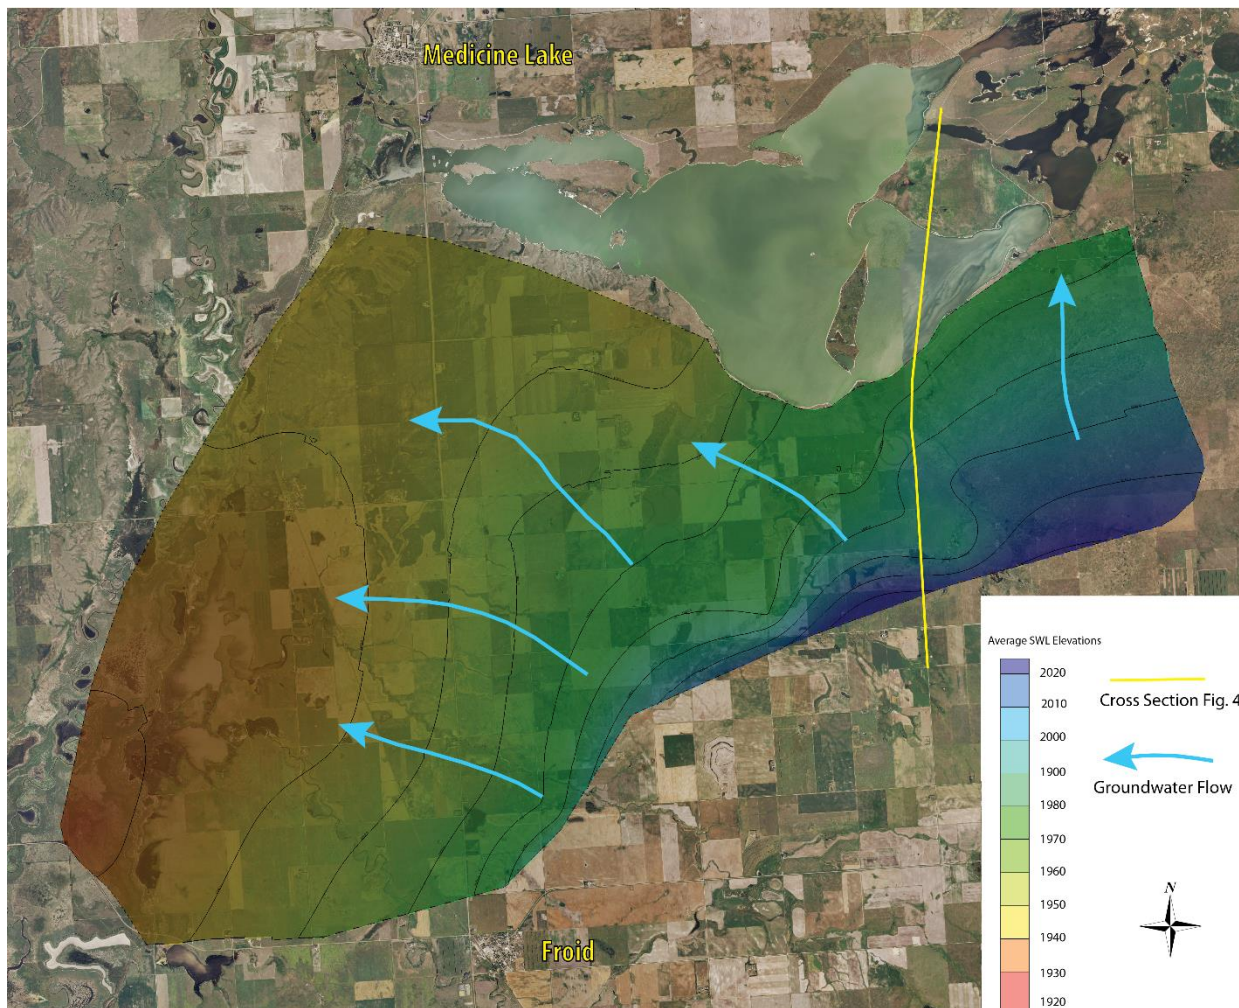 Medicine Lake
Froid
Average SWL Elevations
2020
2010
2000
1900
1980
1970
1960
1950
1940
1930
1920
Cross Section Fig. 4
Groundwater Flow
N